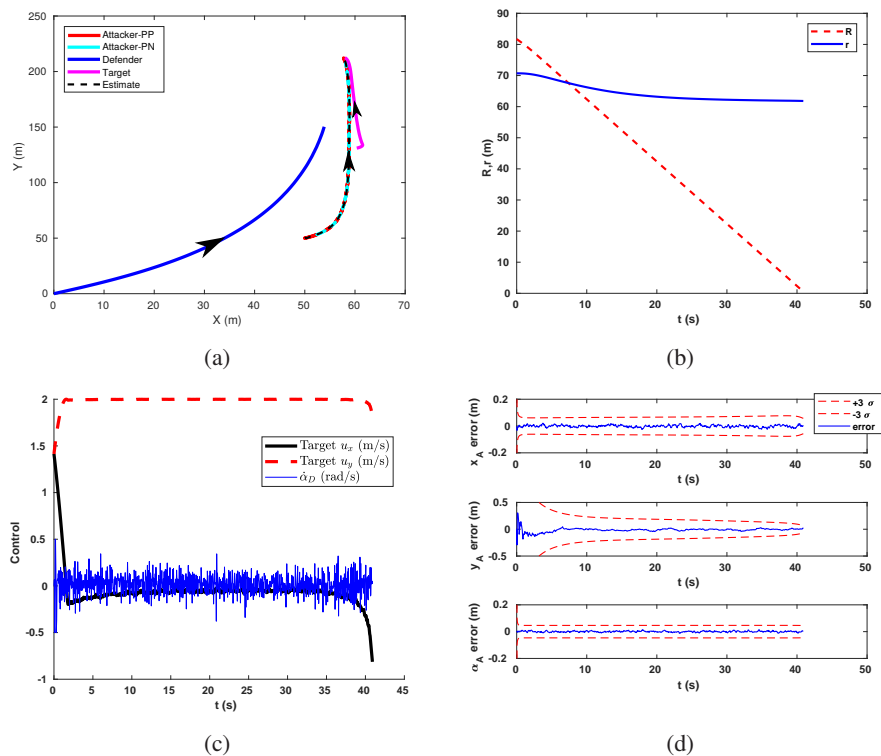 Attacker-PP
Attacker-PN
Defender
Target
Estimate
250
200
150
100
50
0
Y (m)
0 10 20 30 40 50 60 70
X (m)
(a)
R
r
90
80
70
60
50
40
30
20
10
0
R,r (m)
0 10 20 30 40 50
t (s)
(b)
2
1.5
1
0.5
0
-0.5
-1
Control
Target u_x (m/s)
Target u_y (m/s)
α̇_D (rad/s)
0 5 10 15 20 25 30 35 40 45
t (s)
(c)
+3 σ
-3 σ
error
0.2
0
-0.2
x_A error (m)
0 10 20 30 40 50
t (s)
0.5
0
-0.5
y_A error (m)
0 10 20 30 40 50
t (s)
0.2
0
-0.2
α_A error (m)
0 10 20 30 40 50
t (s)
(d)